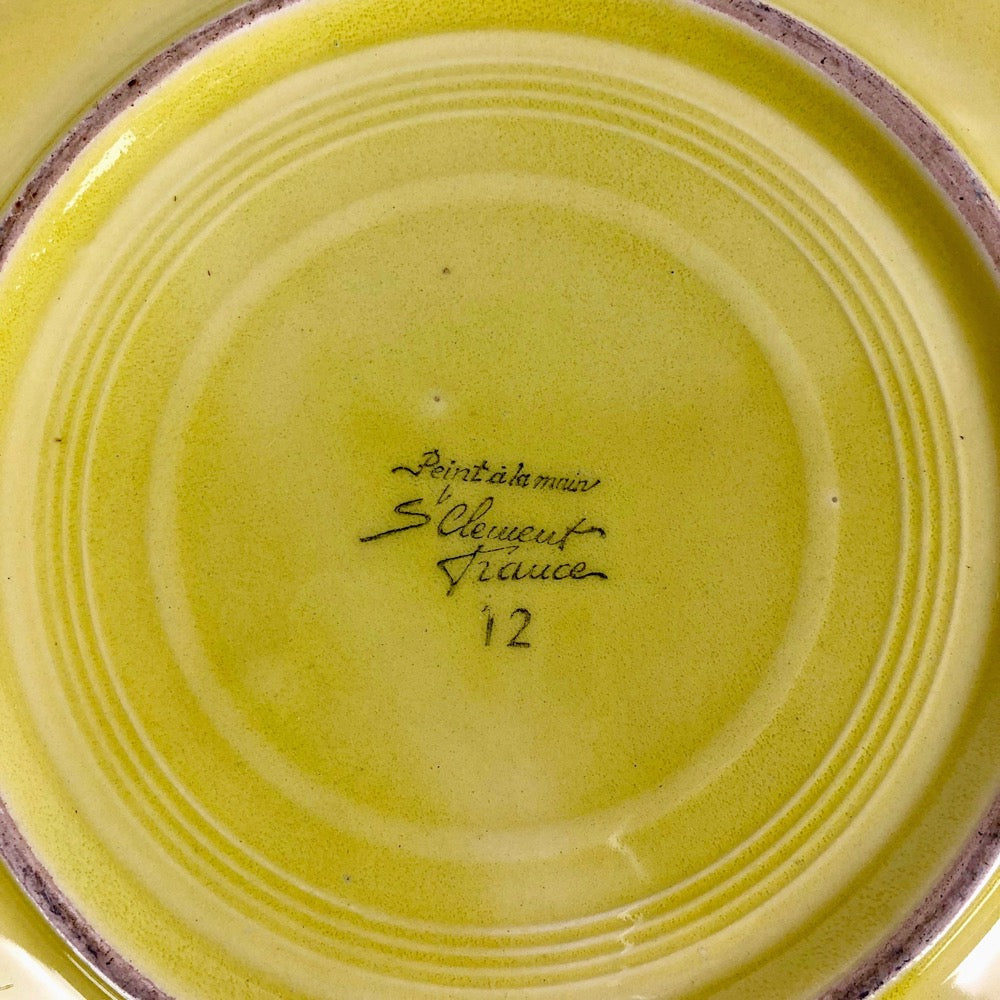 Peint à la main
St Clement
France
12